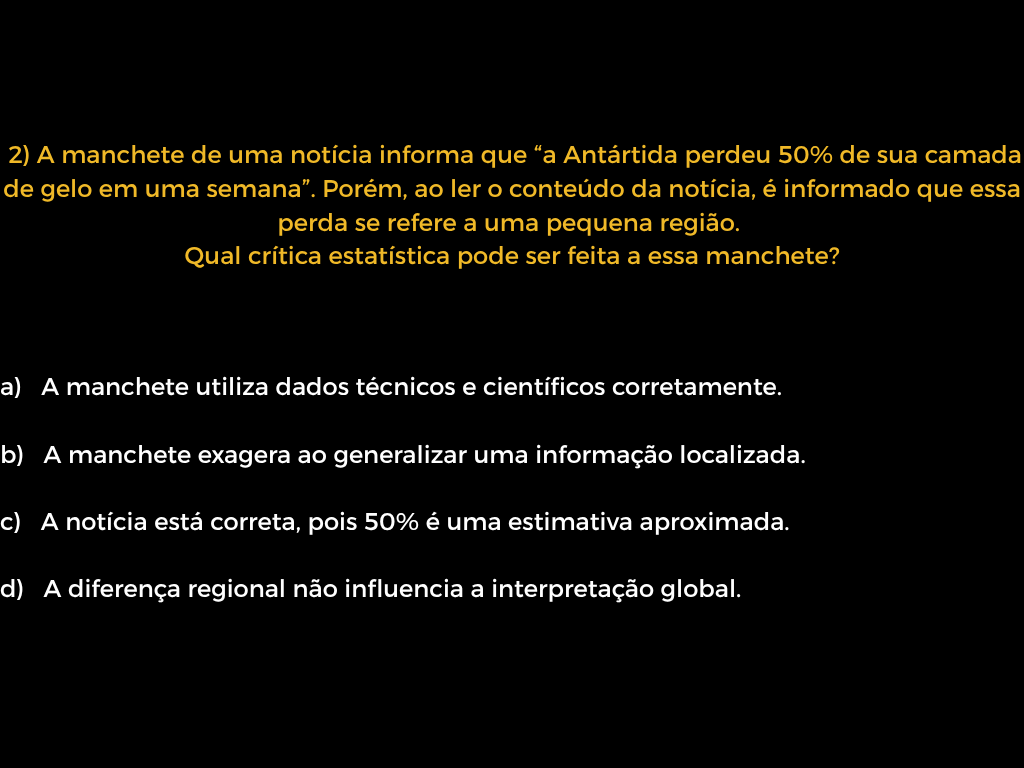 2) A manchete de uma notícia informa que “a Antártida perdeu 50% de sua camada
de gelo em uma semana”. Porém, ao ler o conteúdo da notícia, é informado que essa
perda se refere a uma pequena região.
Qual crítica estatística pode ser feita a essa manchete?
a) A manchete utiliza dados técnicos e científicos corretamente.
b) A manchete exagera ao generalizar uma informação localizada.
c) A notícia está correta, pois 50% é uma estimativa aproximada.
d) A diferença regional não influencia a interpretação global.